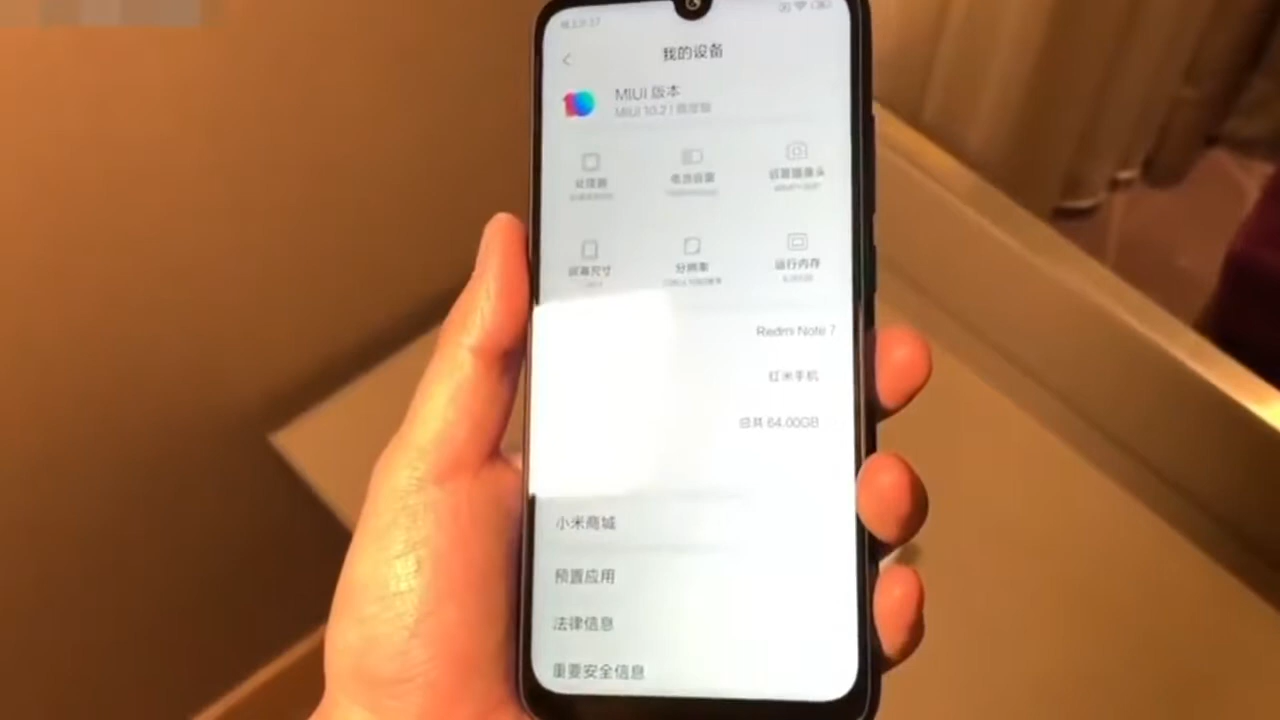 我的设备
MIUI 版本
MIUI 10.2.1
处理器
电池容量
后置摄像头
屏幕尺寸
分辨率
运行内存
Redmi Note 7
红米手机
总共 64.00GB
小米商城
预置应用
法律信息
重要安全信息